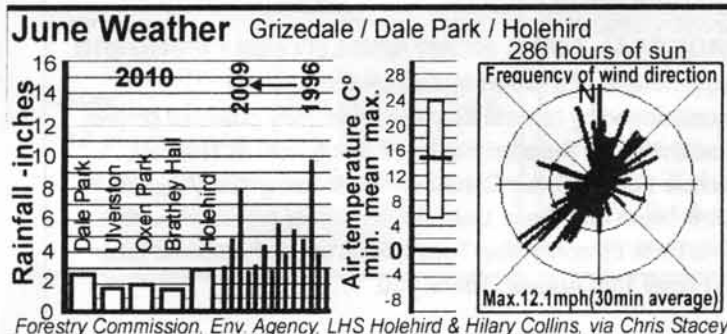 June Weather Grizedale / Dale Park / Holehird
286 hours of sun
Rainfall -inches
16
14
12
10
8
6
4
2
0
2010
2009
1996
Dale Park
Ulverston
Oxen Park
Brathey Hall
Holehird
Air temperature Cº
min. mean max.
28
24
20
16
12
8
4
0
-4
-8
Frequency of wind direction
N
Max.12.1mph(30min average)
Forestry Commission, Env. Agency, LHS Holehird & Hilary Collins, via Chris Stacey